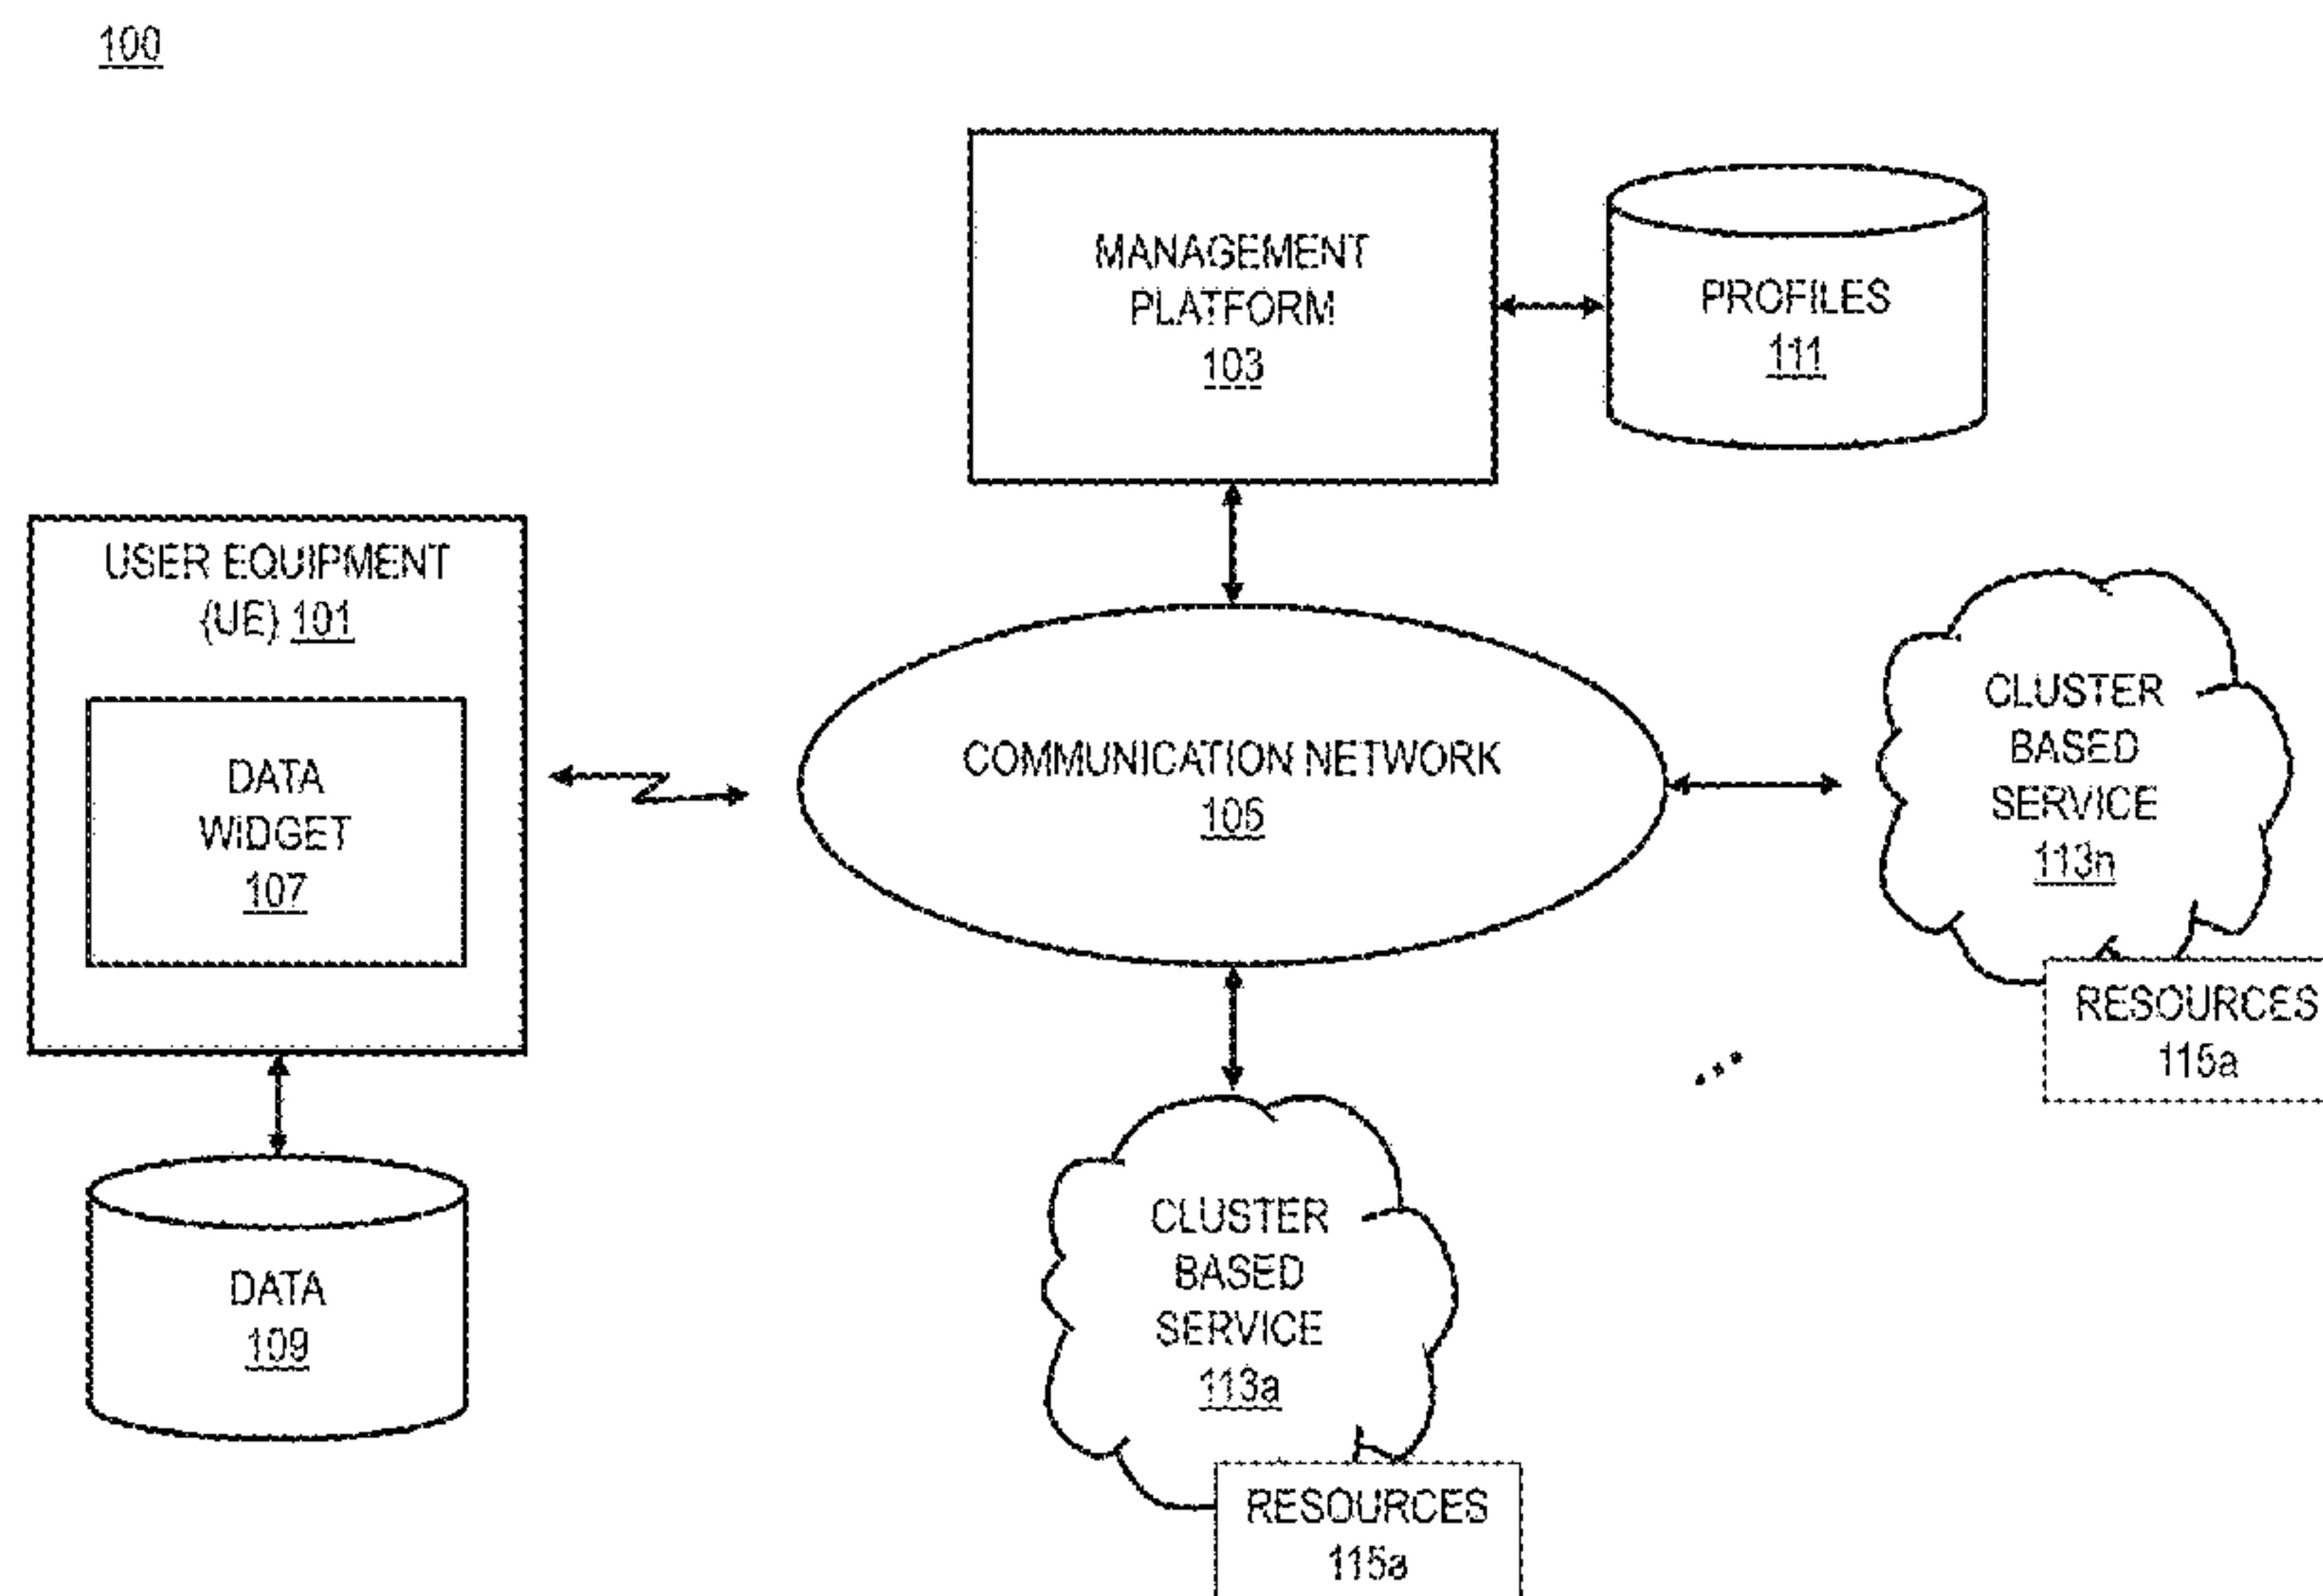 100
MANAGEMENT
PLATFORM
103
PROFILES
111
USER EQUIPMENT
(UE) 101
DATA
WIDGET
107
COMMUNICATION NETWORK
105
CLUSTER
BASED
SERVICE
113n
RESOURCES
115a
DATA
109
CLUSTER
BASED
SERVICE
113a
RESOURCES
115a